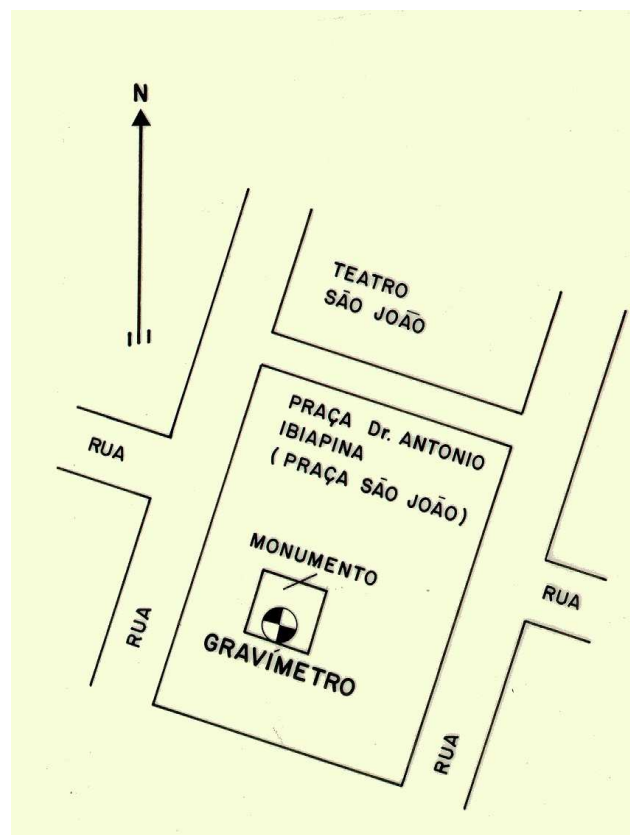 N
TEATRO
SÃO JOÃO
PRAÇA Dr. ANTONIO
IBIAPINA
(PRAÇA SÃO JOÃO)
RUA
MONUMENTO
RUA
RUA
GRAVÍMETRO
RUA